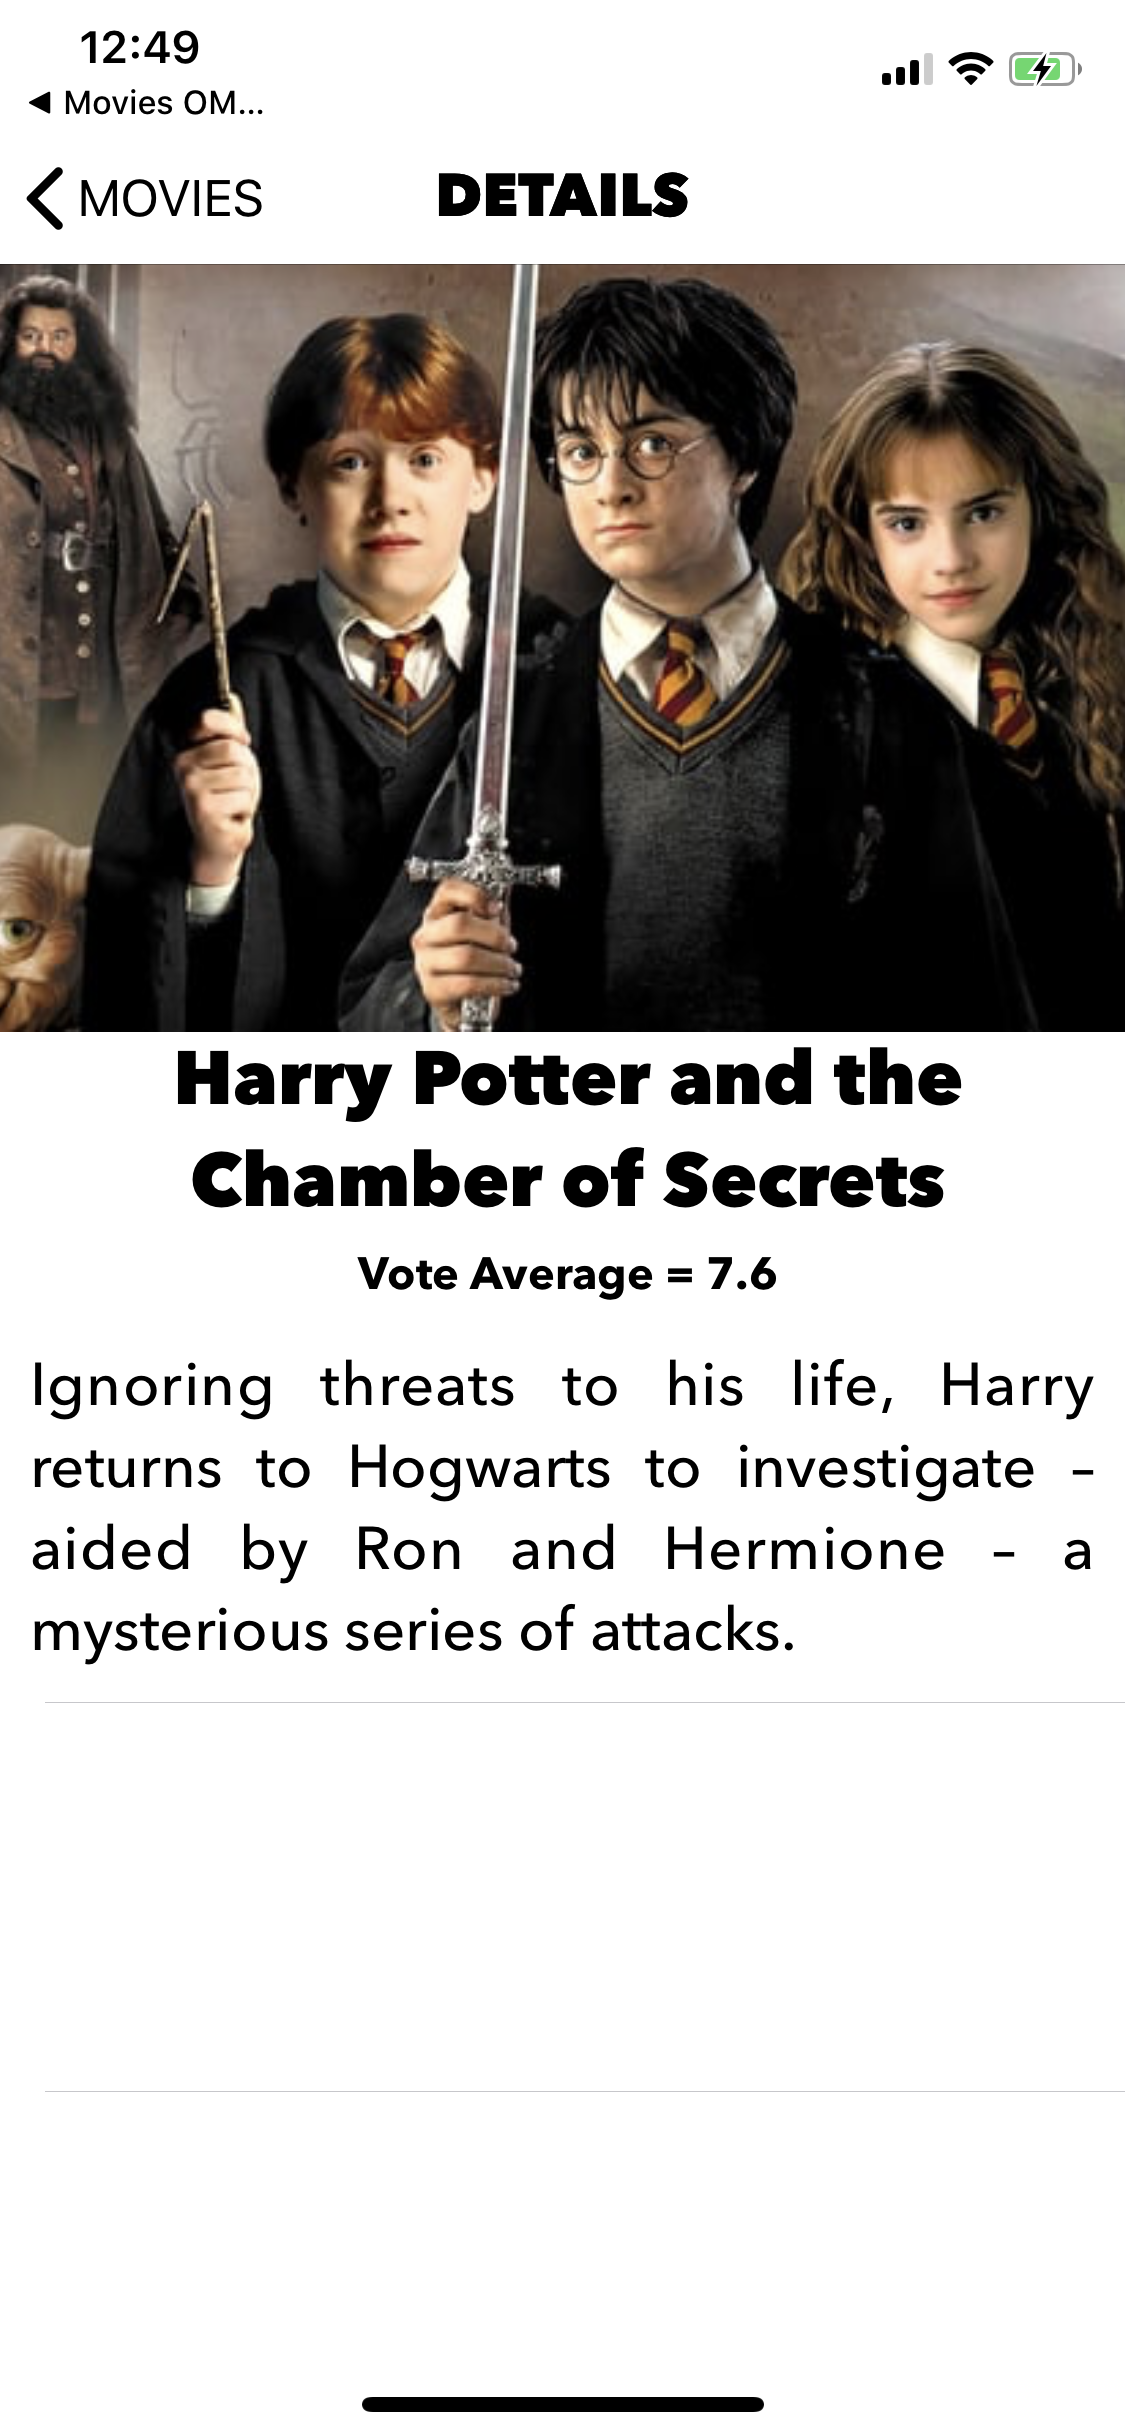 12:49
◀ Movies OM...
MOVIES
DETAILS
Harry Potter and the
Chamber of Secrets
Vote Average = 7.6
Ignoring threats to his life, Harry
returns to Hogwarts to investigate –
aided by Ron and Hermione – a
mysterious series of attacks.